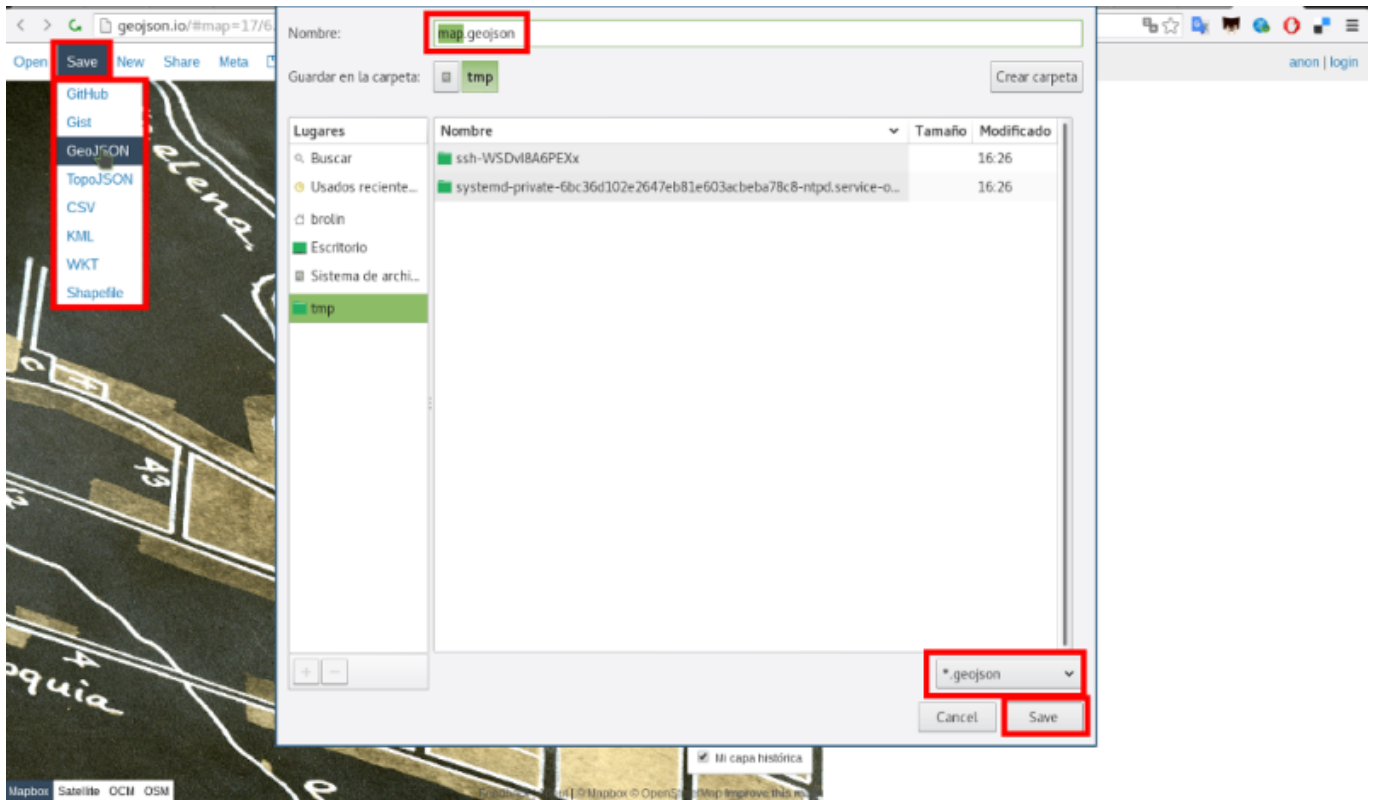 geojson.io/#map=17/6.
Open Save New Share Meta
anon | login
GitHub
Gist
GeoJSON
TopoJSON
CSV
KML
WKT
Shapefile
Nombre: map.geojson
Guardar en la carpeta: tmp Crear carpeta
Lugares
Buscar
Usados reciente...
brolin
Escritorio
Sistema de archi...
tmp
Nombre Tamaño Modificado
ssh-WSDvI8A6PEXx 16:26
systemd-private-6bc36d102e2647eb81e603acbeba78c8-ntpd.service-o... 16:26
+ -
*.geojson
Cancel Save
elena,
C
43
4
oquia
Mi capa histórica
Mapbox Satellite OCM OSM
© Mapbox © OpenStreetMap Improve this map